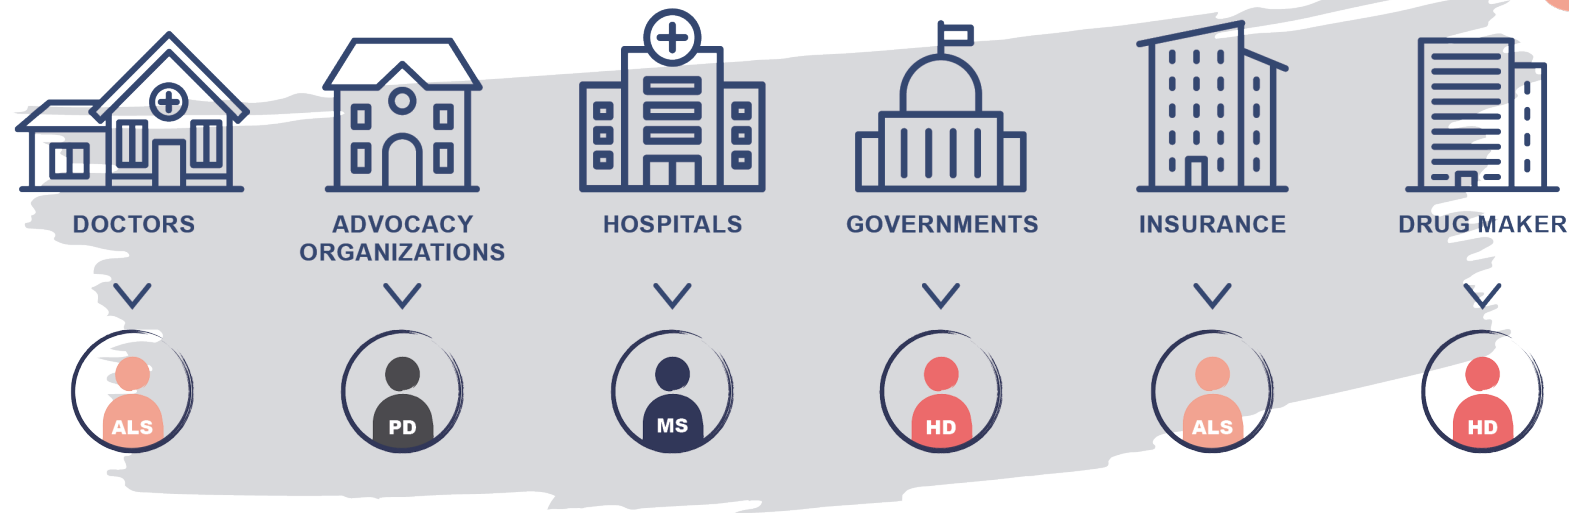 DOCTORS
ADVOCACY
ORGANIZATIONS
HOSPITALS
GOVERNMENTS
INSURANCE
DRUG MAKER
ALS
PD
MS
HD
ALS
HD